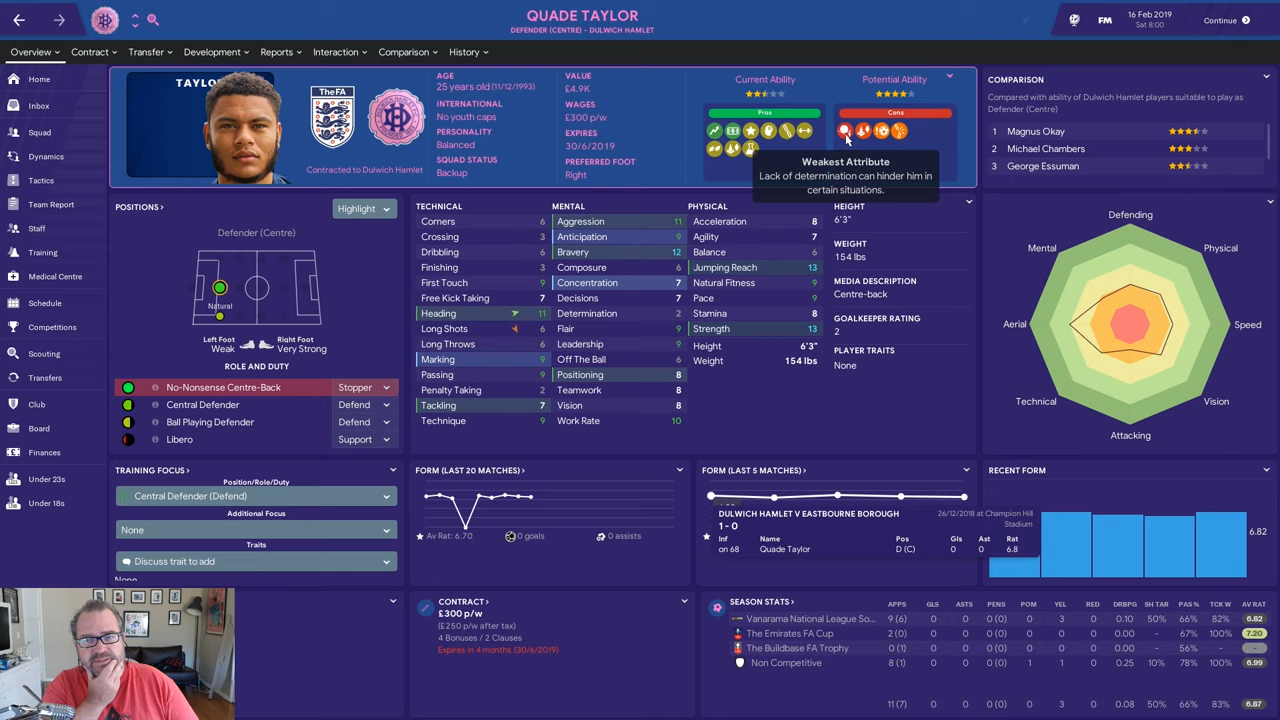 QUADE TAYLOR
DEFENDER (CENTRE) - DULWICH HAMLET
FM
16 Feb 2019
Sat 8:00
Continue
Overview
Contract
Transfer
Development
Reports
Interaction
Comparison
History
Home
Inbox
Squad
Dynamics
Tactics
Team Report
Staff
Training
Medical Centre
Schedule
Competitions
Scouting
Transfers
Club
Board
Finances
Under 23s
Under 18s
TAYLO
TheFA
Contracted to Dulwich Hamlet
AGE
25 years old (11/12/1993)
INTERNATIONAL
No youth caps
PERSONALITY
Balanced
SQUAD STATUS
Backup
VALUE
£4.9K
WAGES
£300 p/w
EXPIRES
30/6/2019
PREFERRED FOOT
Right
Current Ability
Pros
Potential Ability
Cons
Weakest Attribute
Lack of determination can hinder him in
certain situations.
COMPARISON
Compared with ability of Dulwich Hamlet players suitable to play as
Defender (Centre)
1 Magnus Okay
2 Michael Chambers
3 George Essuman
POSITIONS
Highlight
Defender (Centre)
Natural
Left Foot
Weak
Right Foot
Very Strong
ROLE AND DUTY
No-Nonsense Centre-Back Stopper
Central Defender Defend
Ball Playing Defender Defend
Libero Support
TECHNICAL
Corners 6
Crossing 3
Dribbling 6
Finishing 3
First Touch 9
Free Kick Taking 7
Heading 11
Long Shots 6
Long Throws 6
Marking 9
Passing 9
Penalty Taking 2
Tackling 7
Technique 9
MENTAL
Aggression 11
Anticipation 9
Bravery 12
Composure 6
Concentration 7
Decisions 7
Determination 2
Flair 9
Leadership 9
Off The Ball 6
Positioning 8
Teamwork 8
Vision 8
Work Rate 10
PHYSICAL
Acceleration 8
Agility 7
Balance 6
Jumping Reach 13
Natural Fitness 9
Pace 9
Stamina 8
Strength 13
Height 6'3"
Weight 154 lbs
HEIGHT
6'3"
WEIGHT
154 lbs
MEDIA DESCRIPTION
Centre-back
GOALKEEPER RATING
2
PLAYER TRAITS
None
Defending
Physical
Speed
Vision
Attacking
Technical
Aerial
Mental
TRAINING FOCUS
Position/Role/Duty
Central Defender (Defend)
Additional Focus
None
Traits
Discuss trait to add
None
FORM (LAST 20 MATCHES)
Av Rat: 6.70
0 goals
0 assists
FORM (LAST 5 MATCHES)
DULWICH HAMLET V EASTBOURNE BOROUGH
1 - 0
26/12/2018 at Champion Hill
Stadium
Inf Name Pos Gls Ast Rat
on 68 Quade Taylor D (C) 0 0 6.8
RECENT FORM
6.82
CONTRACT
£300 p/w
(£250 p/w after tax)
4 Bonuses / 2 Clauses
Expires in 4 months (30/6/2019)
SEASON STATS
APPS GLS ASTS PENS POM YEL RED DRBPG SH TAR PAS % TCK W AV RAT
Vanarama National League So... 9 (6) 0 0 0 (0) 0 3 0 0.10 50% 66% 82% 6.82
The Emirates FA Cup 2 (0) 0 0 0 (0) 0 0 0 0.00 - 67% 100% 7.20
The Buildbase FA Trophy 0 (1) 0 0 0 (0) 0 0 0 0.00 - 56% - -
Non Competitive 8 (1) 0 0 0 (0) 1 1 0 0.25 10% 78% 100% 6.99
11 (7) 0 0 0 (0) 0 3 0 0.08 50% 66% 83% 6.87